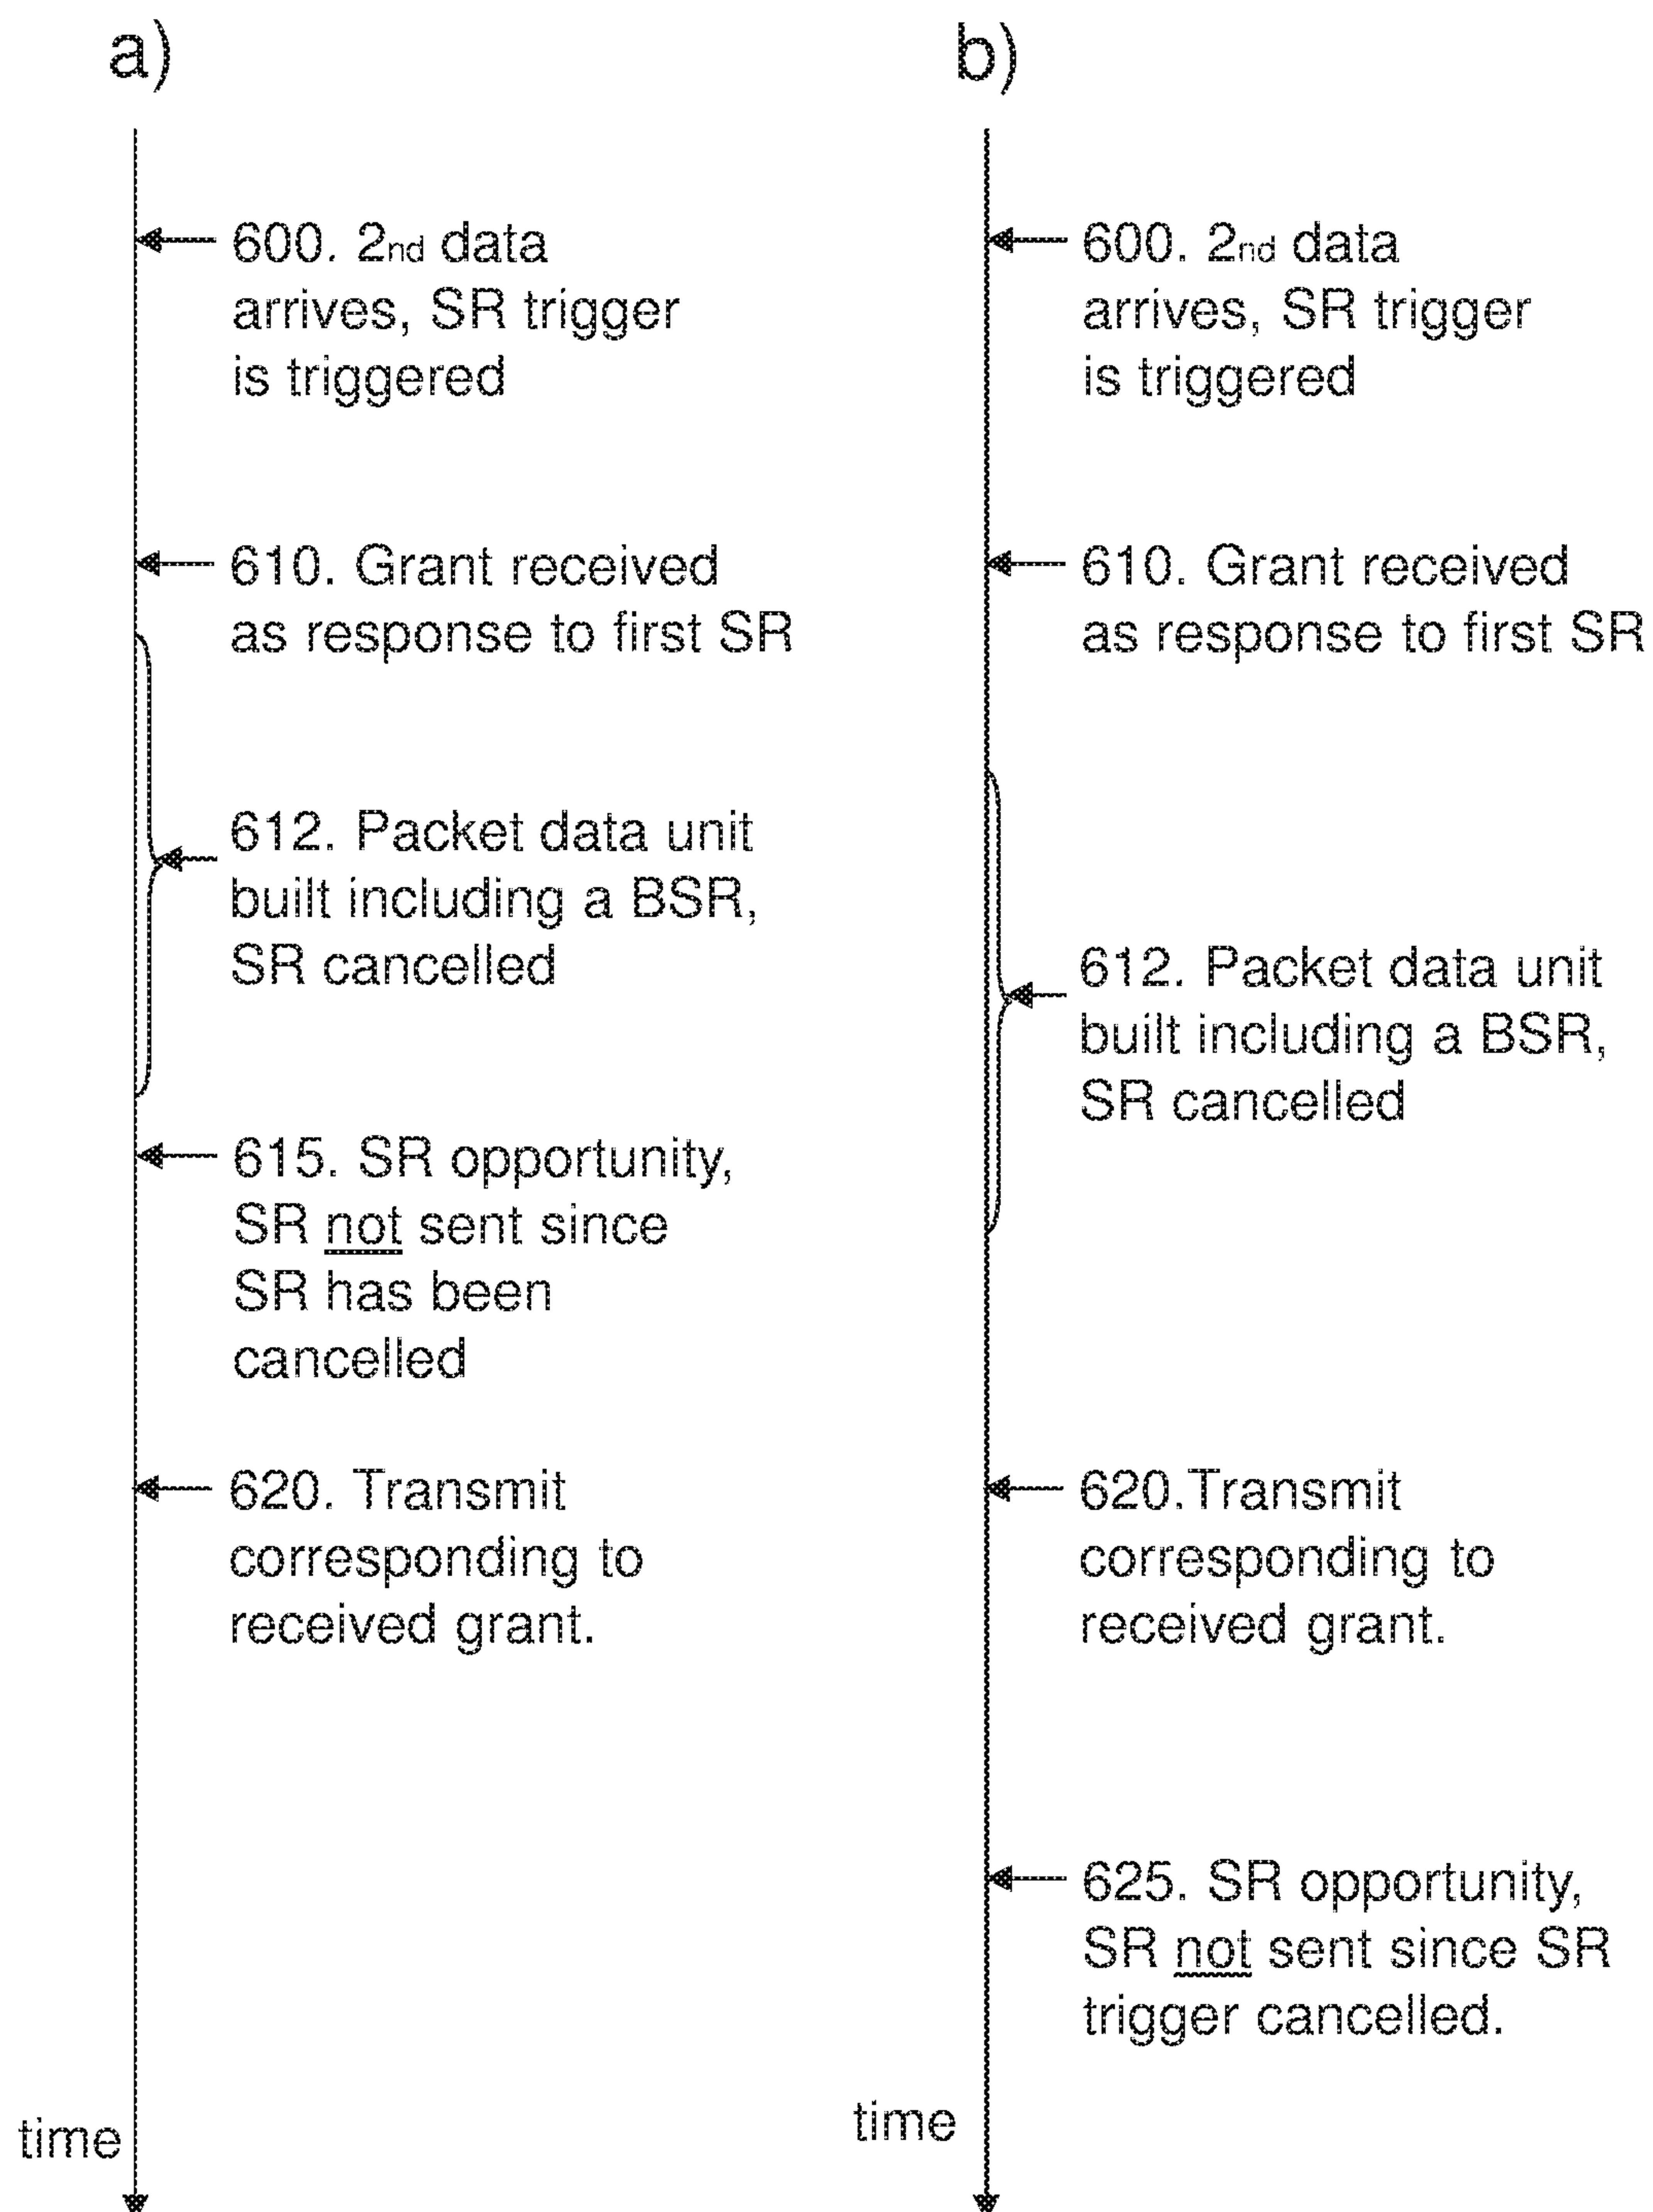 a)
600. 2nd data
arrives, SR trigger
is triggered
610. Grant received
as response to first SR
612. Packet data unit
built including a BSR,
SR cancelled
615. SR opportunity,
SR not sent since
SR has been
cancelled
620. Transmit
corresponding to
received grant.
time
b)
600. 2nd data
arrives, SR trigger
is triggered
610. Grant received
as response to first SR
612. Packet data unit
built including a BSR,
SR cancelled
620.Transmit
corresponding to
received grant.
625. SR opportunity,
SR not sent since SR
trigger cancelled.
time